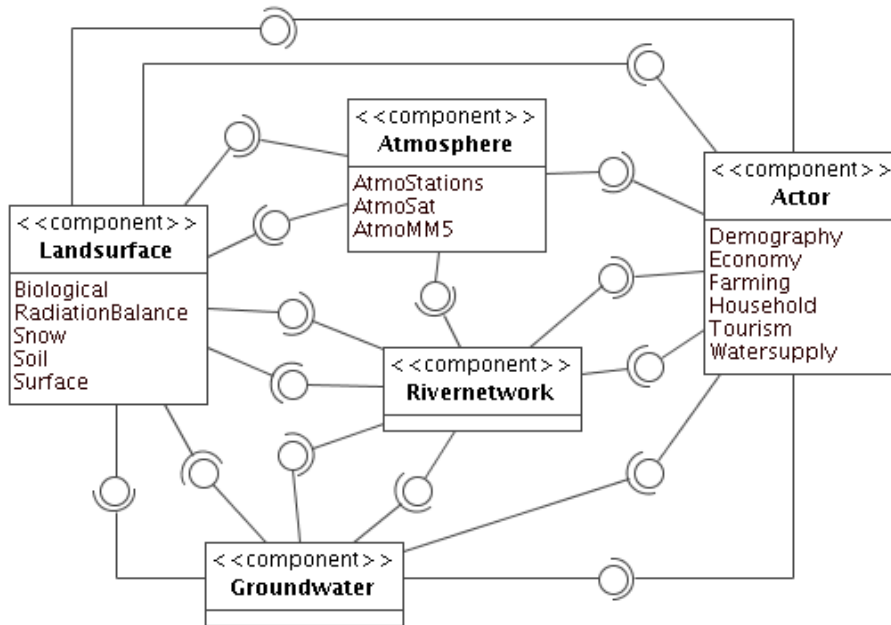 < <component> >
Atmosphere
AtmoStations
AtmoSat
AtmoMM5
< <component> >
Actor
Demography
Economy
Farming
Household
Tourism
Watersupply
< <component> >
Landsurface
Biological
RadiationBalance
Snow
Soil
Surface
< <component> >
Rivernetwork
< <component> >
Groundwater